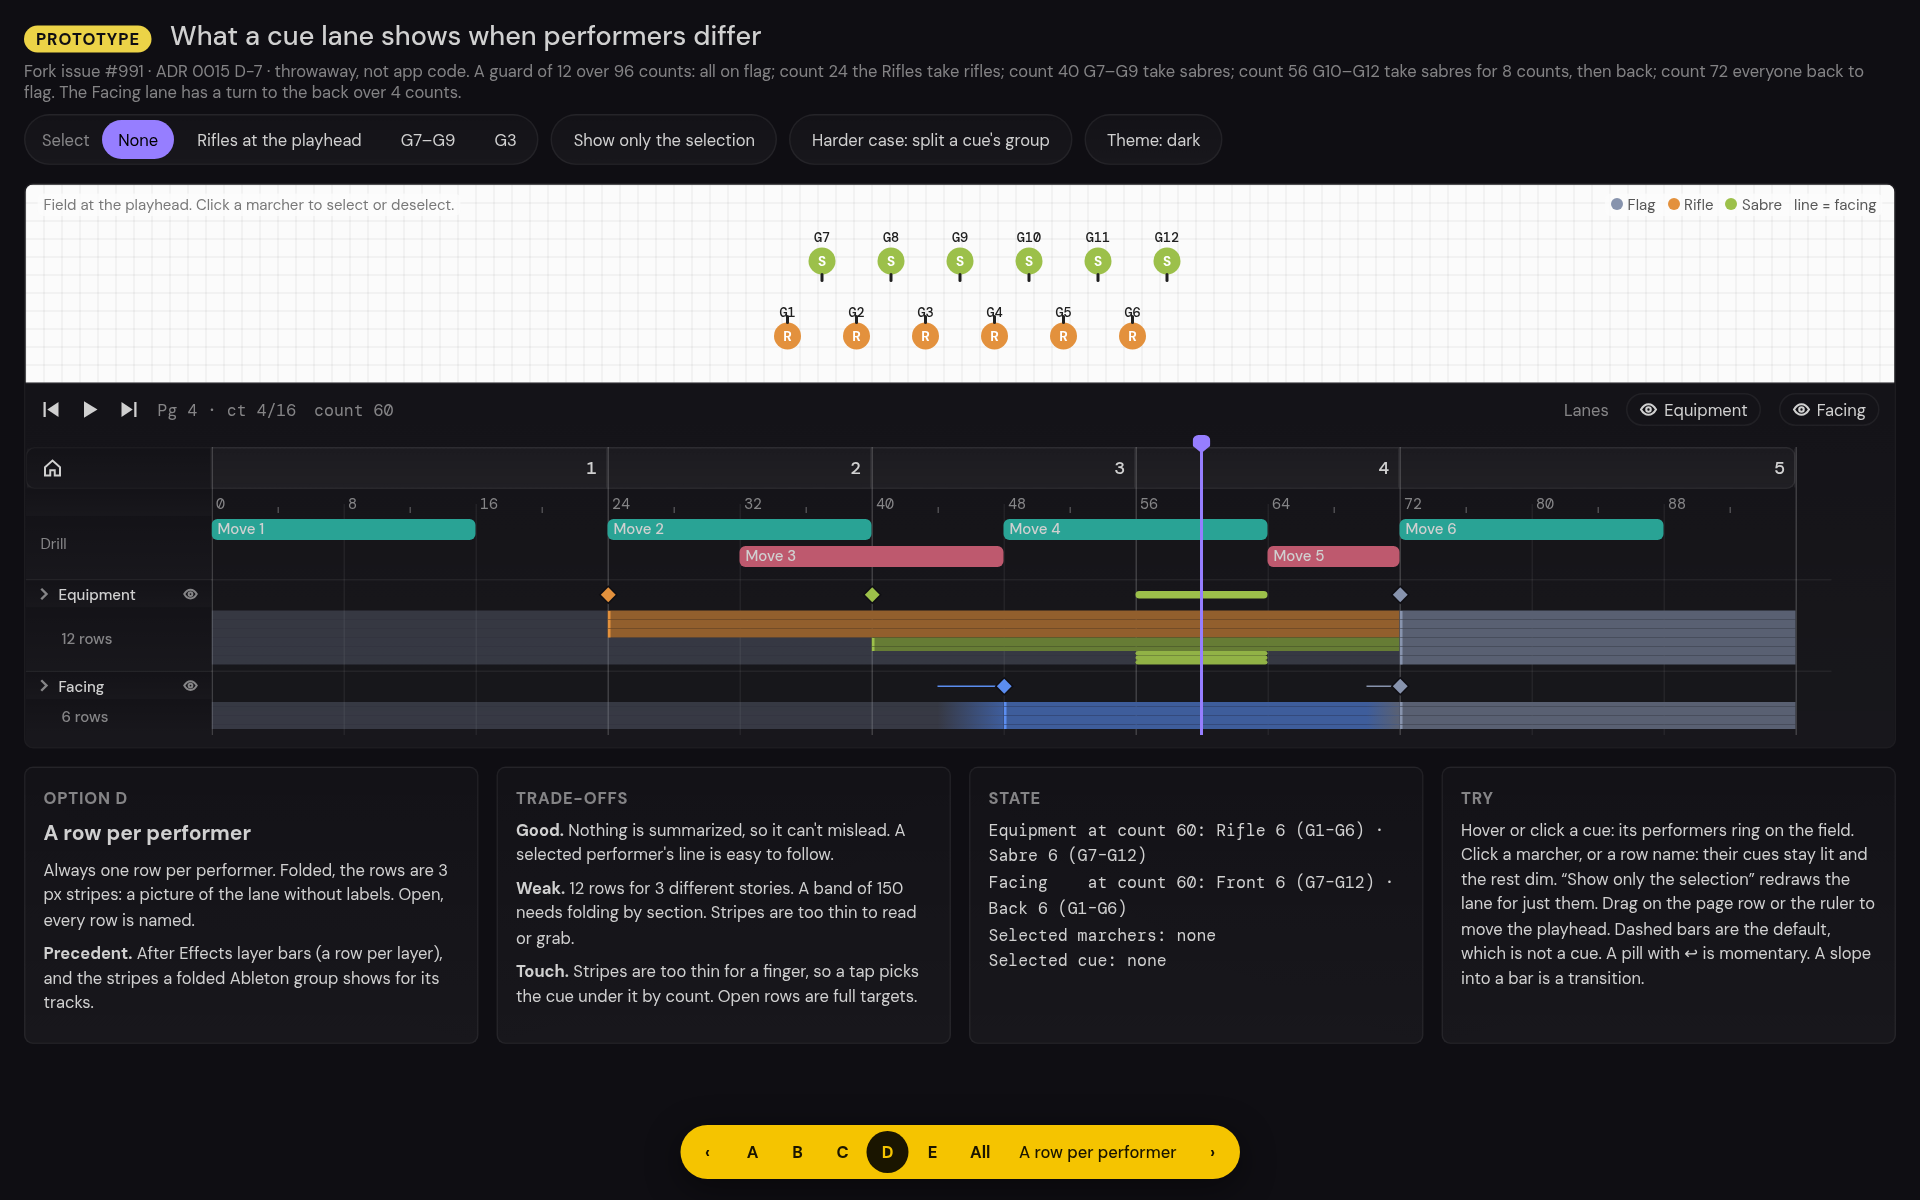 PROTOTYPE What a cue lane shows when performers differ
Fork issue #991 · ADR 0015 D-7 · throwaway, not app code. A guard of 12 over 96 counts: all on flag; count 24 the Rifles take rifles; count 40 G7–G9 take sabres; count 56 G10–G12 take sabres for 8 counts, then back; count 72 everyone back to
flag. The Facing lane has a turn to the back over 4 counts.
Select None Rifles at the playhead G7–G9 G3 Show only the selection Harder case: split a cue's group Theme: dark
Field at the playhead. Click a marcher to select or deselect. Flag Rifle Sabre line = facing
G7 G8 G9 G10 G11 G12
S S S S S S
G1 G2 G3 G4 G5 G6
R R R R R R
Pg 4 · ct 4/16 count 60 Lanes Equipment Facing
1 2 3 4 5
0 8 16 24 32 40 48 56 64 72 80 88
Move 1 Move 2 Move 4 Move 6
Drill
Move 3 Move 5
Equipment
12 rows
Facing
6 rows
OPTION D
A row per performer
Always one row per performer. Folded, the rows are 3
px stripes: a picture of the lane without labels. Open,
every row is named.
Precedent. After Effects layer bars (a row per layer),
and the stripes a folded Ableton group shows for its
tracks.
TRADE-OFFS
Good. Nothing is summarized, so it can't mislead. A
selected performer's line is easy to follow.
Weak. 12 rows for 3 different stories. A band of 150
needs folding by section. Stripes are too thin to read
or grab.
Touch. Stripes are too thin for a finger, so a tap picks
the cue under it by count. Open rows are full targets.
STATE
Equipment at count 60: Rifle 6 (G1–G6) ·
Sabre 6 (G7–G12)
Facing at count 60: Front 6 (G7–G12) ·
Back 6 (G1–G6)
Selected marchers: none
Selected cue: none
TRY
Hover or click a cue: its performers ring on the field.
Click a marcher, or a row name: their cues stay lit and
the rest dim. “Show only the selection” redraws the
lane for just them. Drag on the page row or the ruler to
move the playhead. Dashed bars are the default,
which is not a cue. A pill with ↩ is momentary. A slope
into a bar is a transition.
‹ A B C D E All A row per performer ›